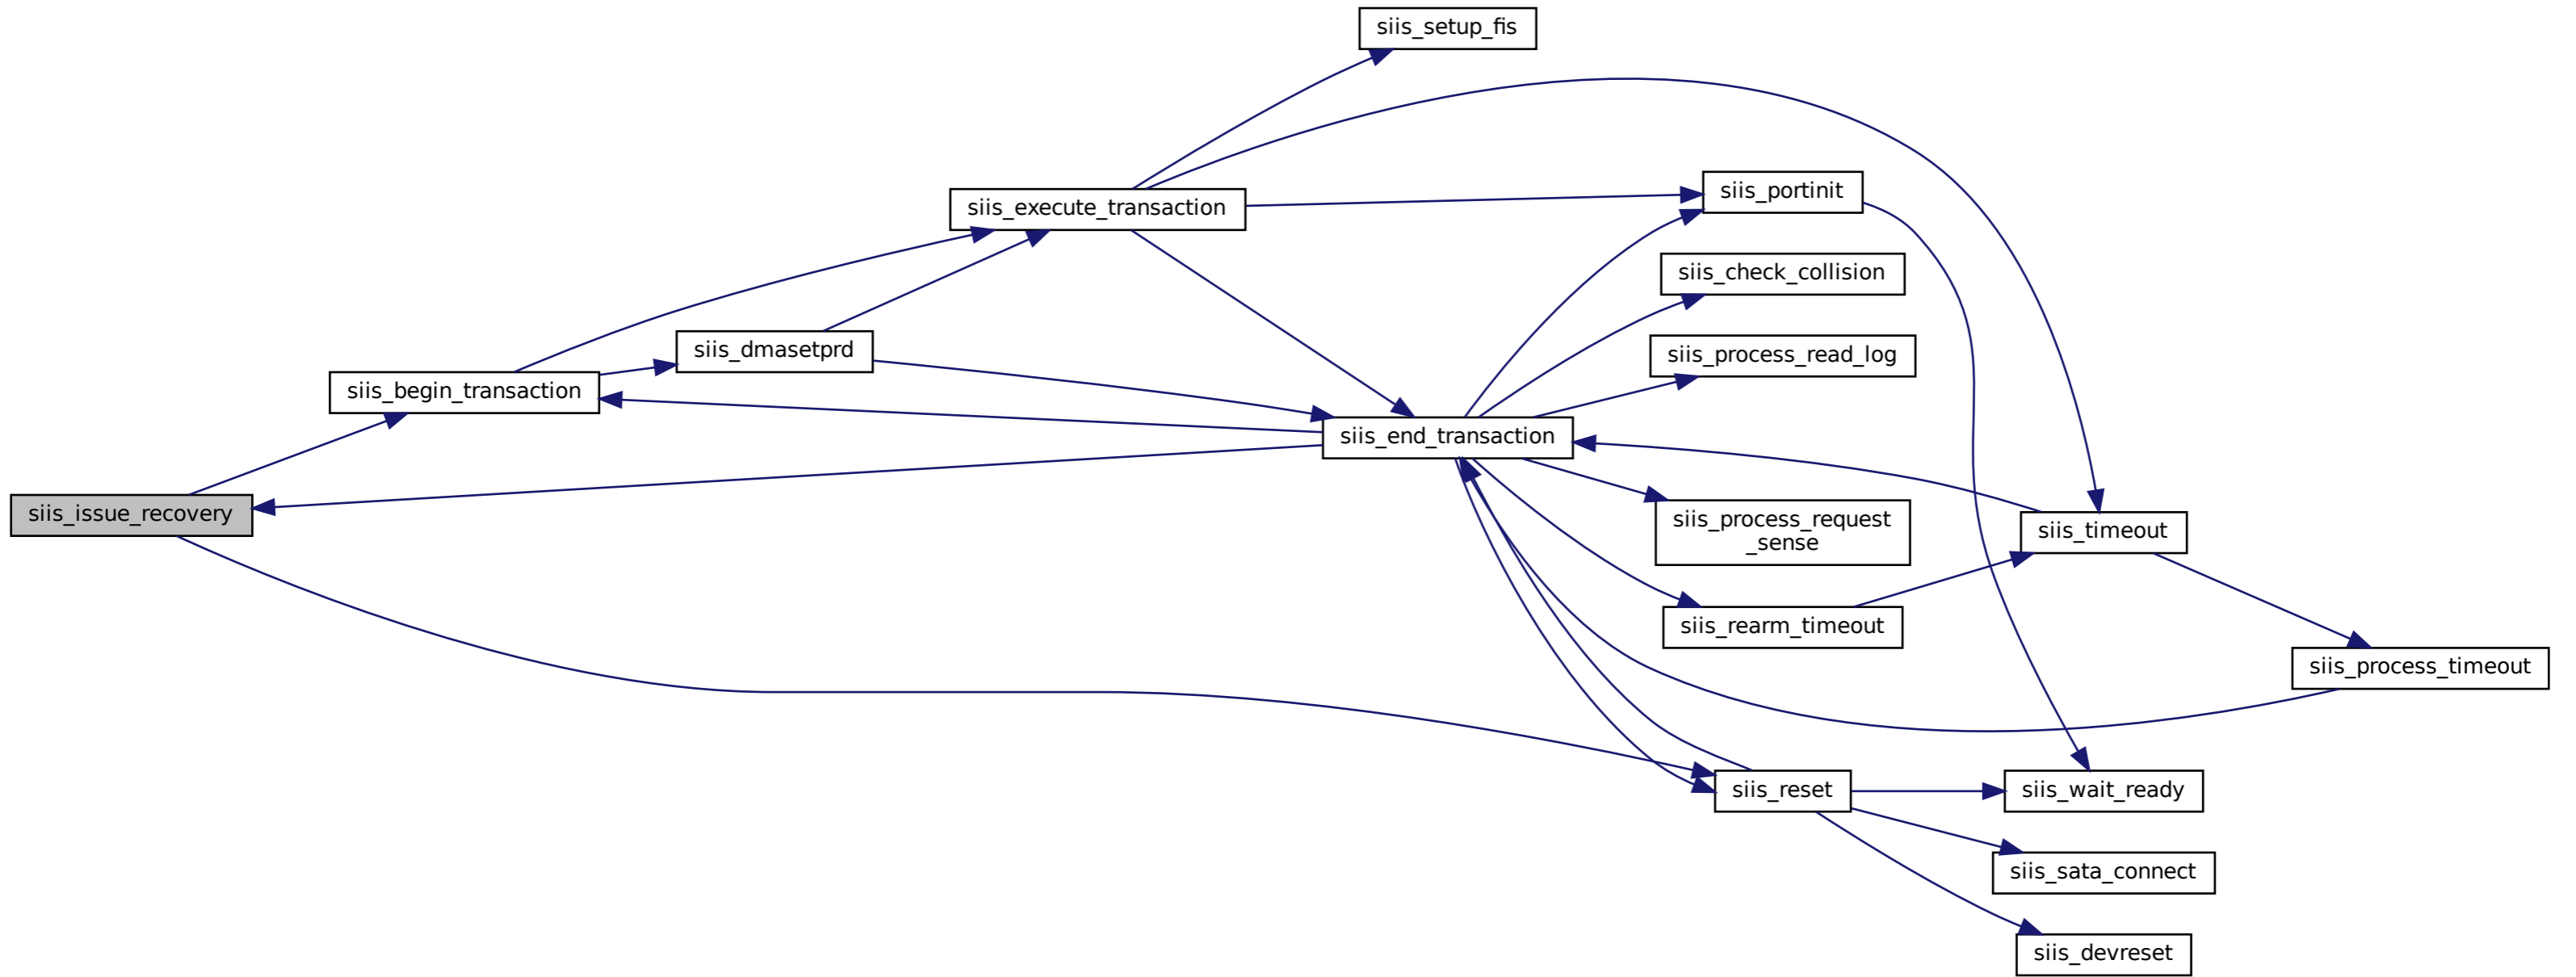 siis_setup_fis
siis_portinit
siis_execute_transaction
siis_check_collision
siis_dmasetprd
siis_process_read_log
siis_begin_transaction
siis_end_transaction
siis_issue_recovery
siis_process_request
_sense
siis_timeout
siis_rearm_timeout
siis_process_timeout
siis_reset
siis_wait_ready
siis_sata_connect
siis_devreset